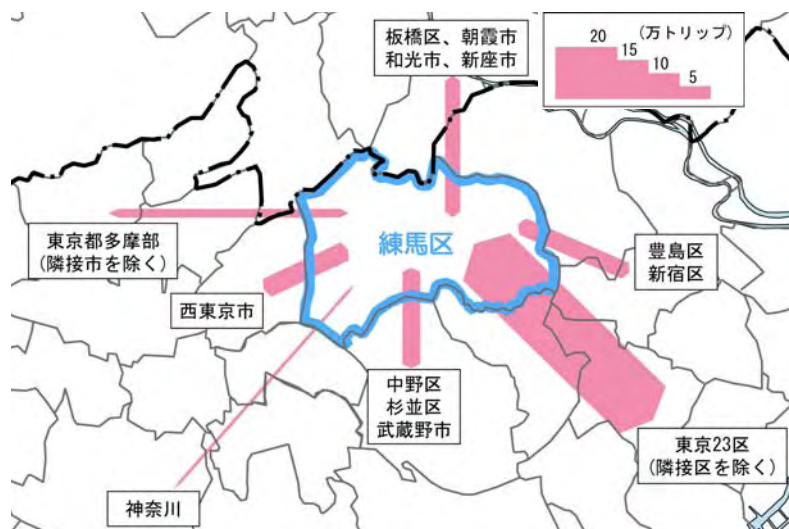 板橋区、朝霞市
和光市、新座市
(万トリップ)
20
15
10
5
練馬区
東京都多摩部
(隣接市を除く)
豊島区
新宿区
西東京市
中野区
杉並区
武蔵野市
東京23区
(隣接区を除く)
神奈川